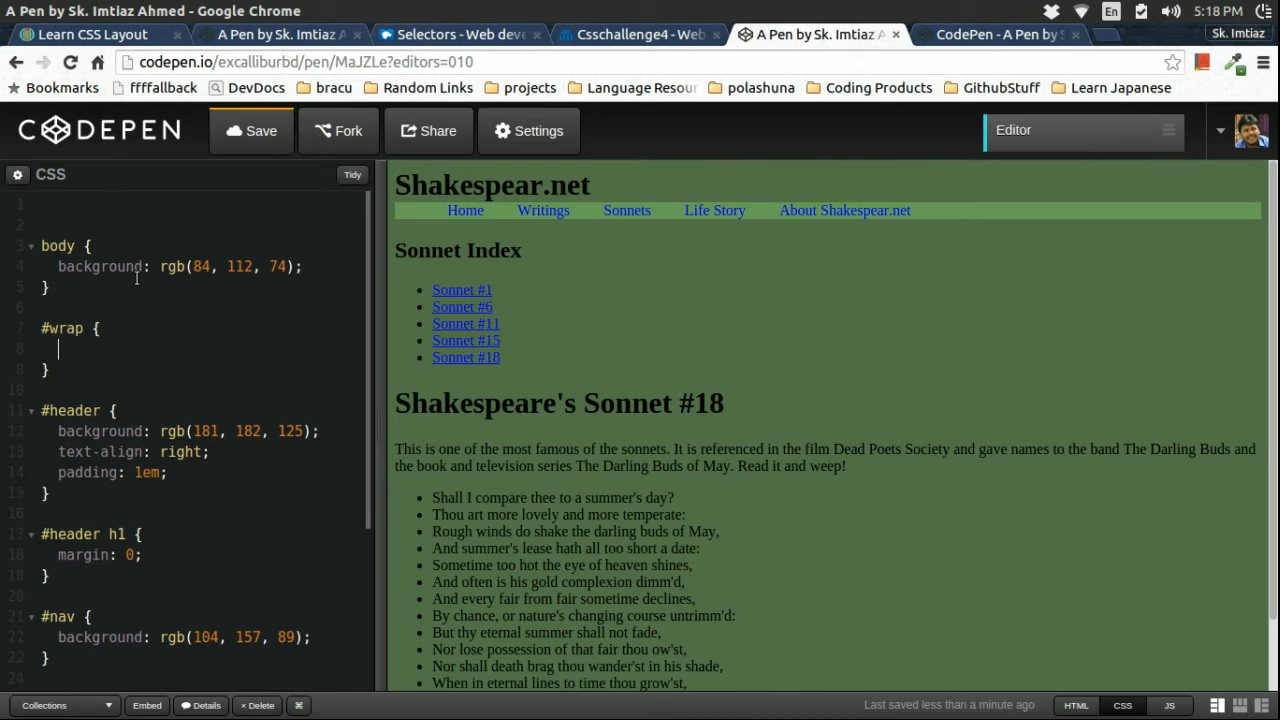 A Pen by Sk. Imtiaz Ahmed - Google Chrome
En
5:18 PM
Learn CSS Layout
A Pen by Sk. Imtiaz
Selectors - Web deve
Csschallenge4 - Web
A Pen by Sk. Imtiaz A
CodePen - A Pen by S
Sk. Imtiaz
codepen.io/excalliburbd/pen/MaJZLe?editors=010
Bookmarks
ffffallback
DevDocs
bracu
Random Links
projects
Language Resou
polashuna
Coding Products
GithubStuff
Learn Japanese
CODEPEN
Save
Fork
Share
Settings
Editor
CSS
Tidy
1
2
3 body {
4 background: rgb(84, 112, 74);
5 }
6
7 #wrap {
8
8 }
10
11 #header {
12 background: rgb(181, 182, 125);
13 text-align: right;
14 padding: 1em;
13 }
16
13 #header h1 {
18 margin: 0;
18 }
20
21 #nav {
22 background: rgb(104, 157, 89);
22 }
24
Shakespear.net
Home Writings Sonnets Life Story About Shakespear.net
Sonnet Index
Sonnet #1
Sonnet #6
Sonnet #11
Sonnet #15
Sonnet #18
Shakespeare's Sonnet #18
This is one of the most famous of the sonnets. It is referenced in the film Dead Poets Society and gave names to the band The Darling Buds and
the book and television series The Darling Buds of May. Read it and weep!
Shall I compare thee to a summer's day?
Thou art more lovely and more temperate:
Rough winds do shake the darling buds of May,
And summer's lease hath all too short a date:
Sometime too hot the eye of heaven shines,
And often is his gold complexion dimm'd,
And every fair from fair sometime declines,
By chance, or nature's changing course untrimm'd:
But thy eternal summer shall not fade,
Nor lose possession of that fair thou ow'st,
Nor shall death brag thou wander'st in his shade,
When in eternal lines to time thou grow'st,
Collections
Embed
Details
× Delete
⌘
Last saved less than a minute ago
HTML
CSS
JS